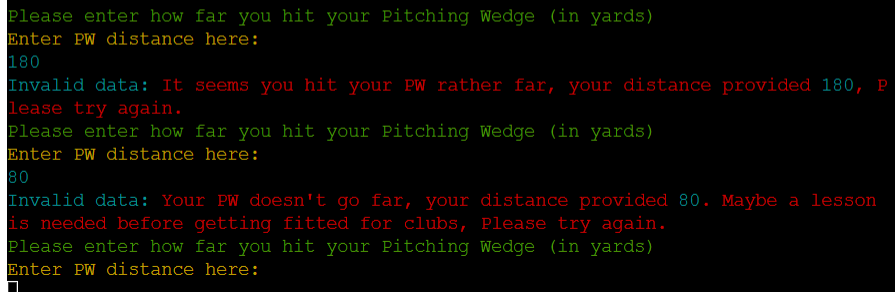 Please enter how far you hit your Pitching Wedge (in yards)
Enter PW distance here:
180
Invalid data: It seems you hit your PW rather far, your distance provided 180, P
lease try again.
Please enter how far you hit your Pitching Wedge (in yards)
Enter PW distance here:
80
Invalid data: Your PW doesn't go far, your distance provided 80. Maybe a lesson
is needed before getting fitted for clubs, Please try again.
Please enter how far you hit your Pitching Wedge (in yards)
Enter PW distance here: